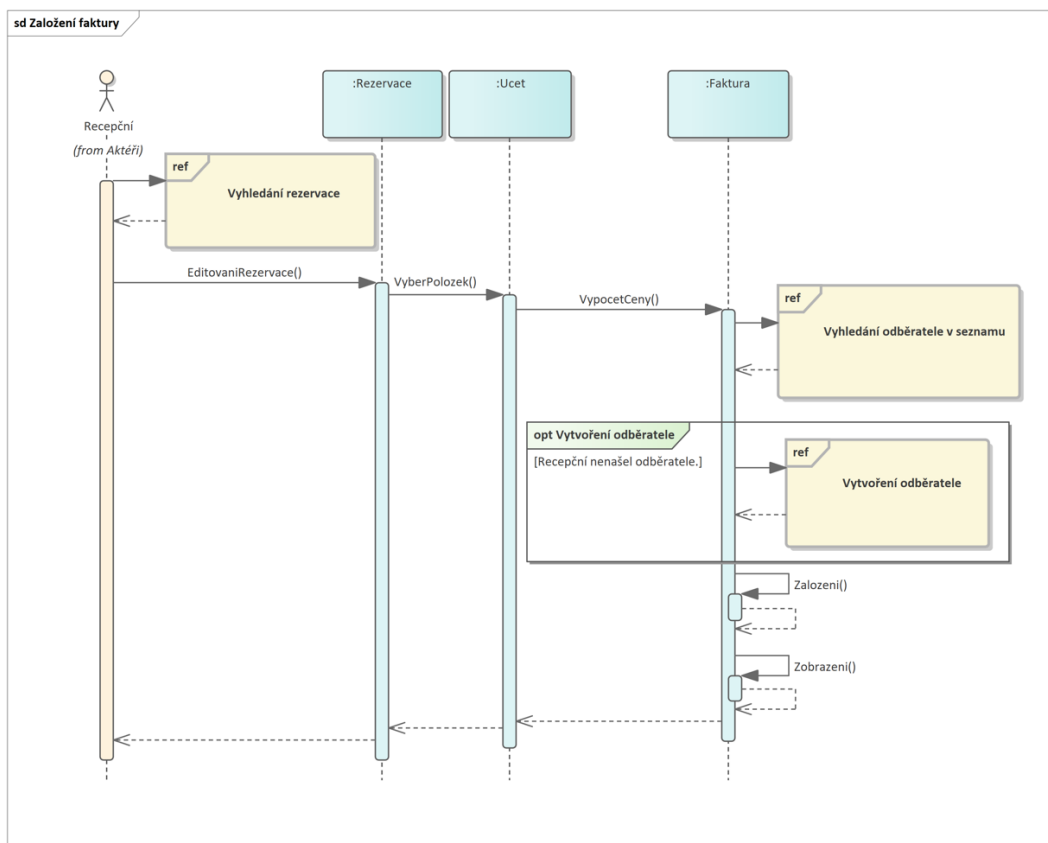 sd Založení faktury
:Rezervace
:Ucet
:Faktura
Recepční
(from Aktéři)
ref
Vyhledání rezervace
EditovaniRezervace()
VyberPolozek()
VypocetCeny()
ref
Vyhledání odběratele v seznamu
opt Vytvoření odběratele
[Recepční nenašel odběratele.]
ref
Vytvoření odběratele
Zalozeni()
Zobrazeni()